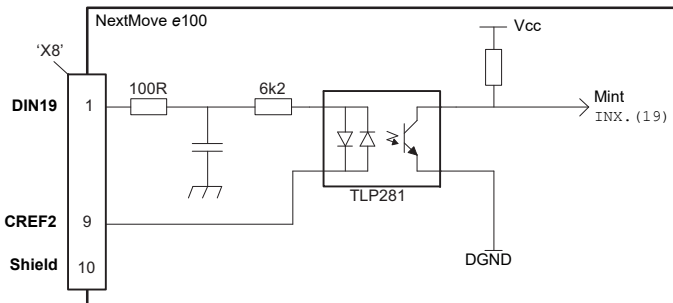 NextMove e100
'X8'
Vcc
DIN19 1 100R 6k2
Mint
INX.(19)
TLP281
CREF2 9
Shield 10
DGND